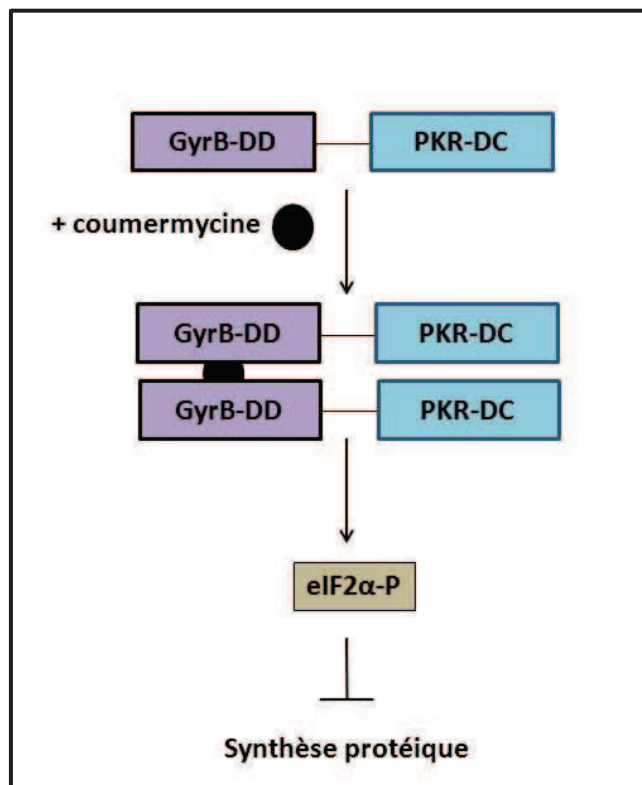 GyrB-DD PKR-DC
+ coumermycine
GyrB-DD PKR-DC
GyrB-DD PKR-DC
eIF2α-P
Synthèse protéique